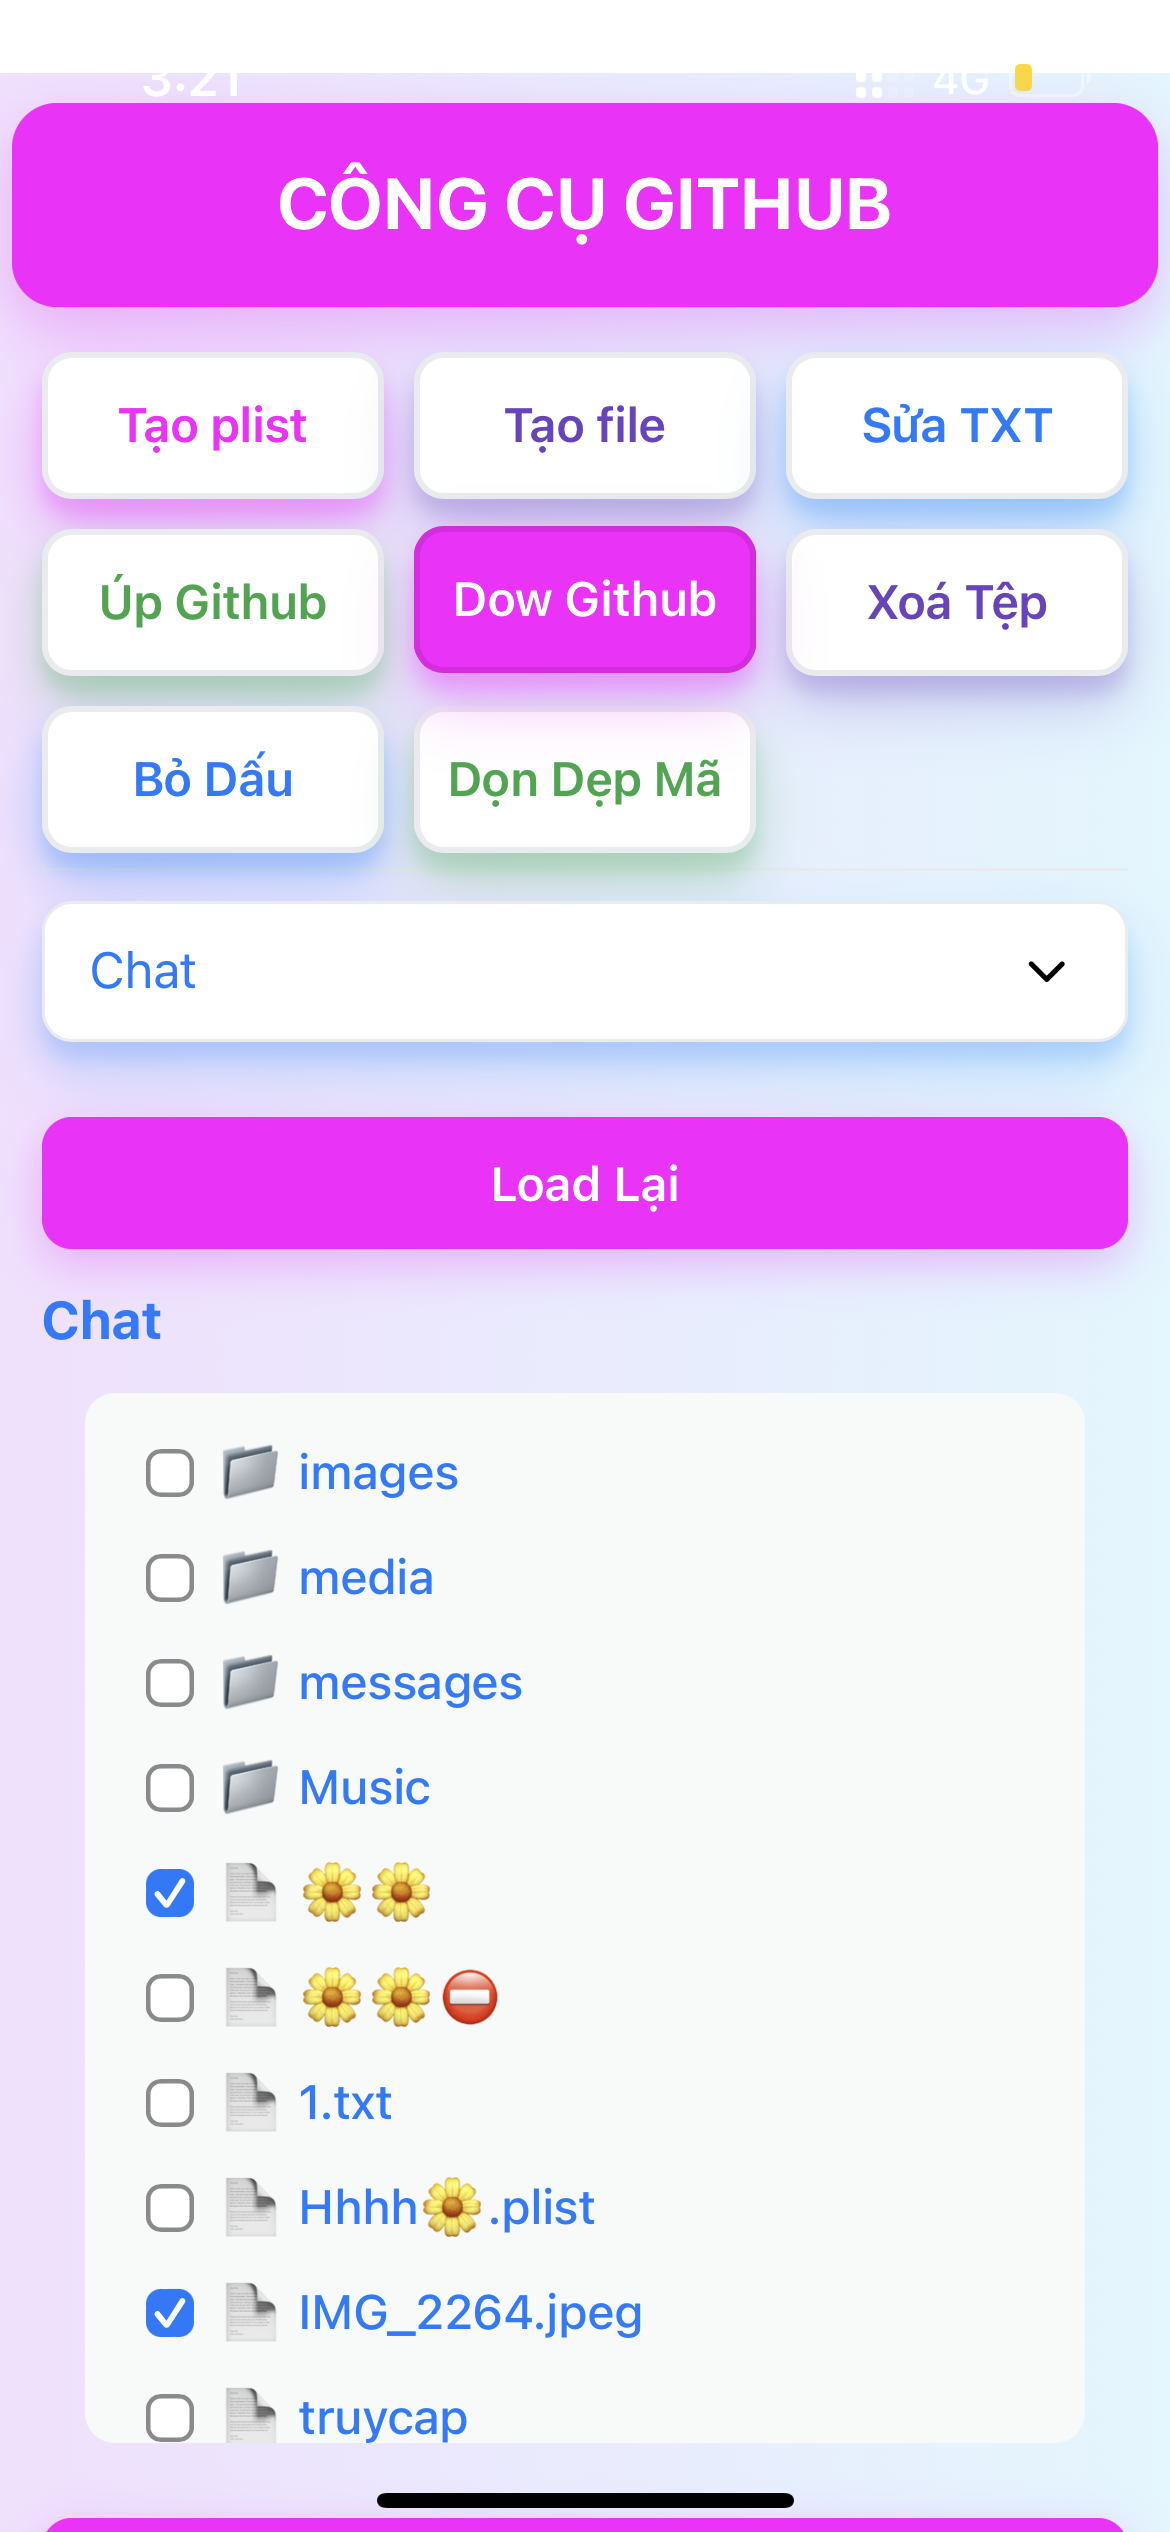 3:21 4G
CÔNG CỤ GITHUB
Tạo plist Tạo file Sửa TXT
Úp Github Dow Github Xoá Tệp
Bỏ Dấu Dọn Dẹp Mã
Chat
Load Lại
Chat
images
media
messages
Music
🌼🌼
🌼🌼⛔
1.txt
Hhhh🌼.plist
IMG_2264.jpeg
truycap